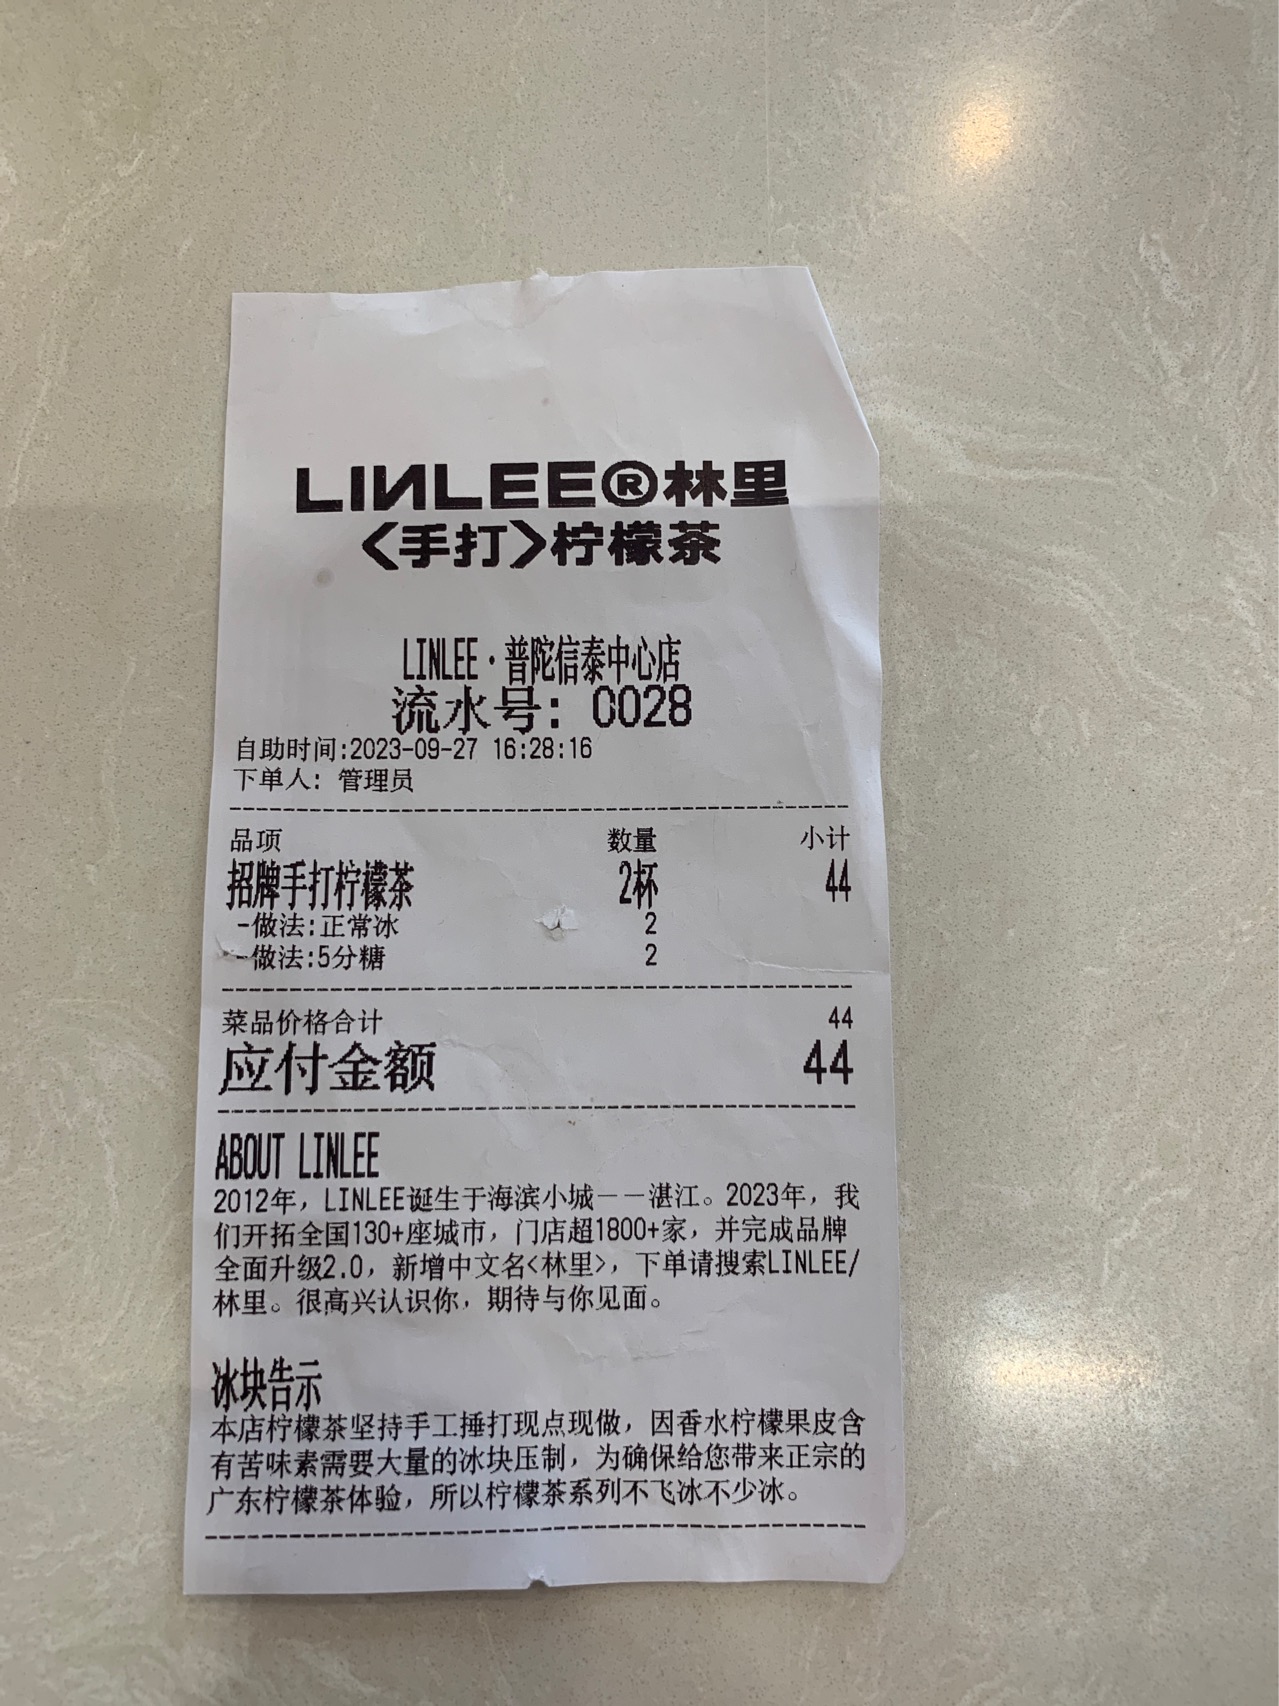 LINLEE®林里
<手打>柠檬茶
LINLEE·普陀信泰中心店
流水号: 0028
自助时间:2023-09-27 16:28:16
下单人: 管理员
品项 数量 小计
招牌手打柠檬茶 2杯 44
-做法:正常冰 2
-做法:5分糖 2
菜品价格合计 44
应付金额 44
ABOUT LINLEE
2012年，LINLEE诞生于海滨小城——湛江。2023年，我
们开拓全国130+座城市，门店超1800+家，并完成品牌
全面升级2.0，新增中文名<林里>，下单请搜索LINLEE/
林里。很高兴认识你，期待与你见面。
冰块告示
本店柠檬茶坚持手工捶打现点现做，因香水柠檬果皮含
有苦味素需要大量的冰块压制，为确保给您带来正宗的
广东柠檬茶体验，所以柠檬茶系列不飞冰不少冰。